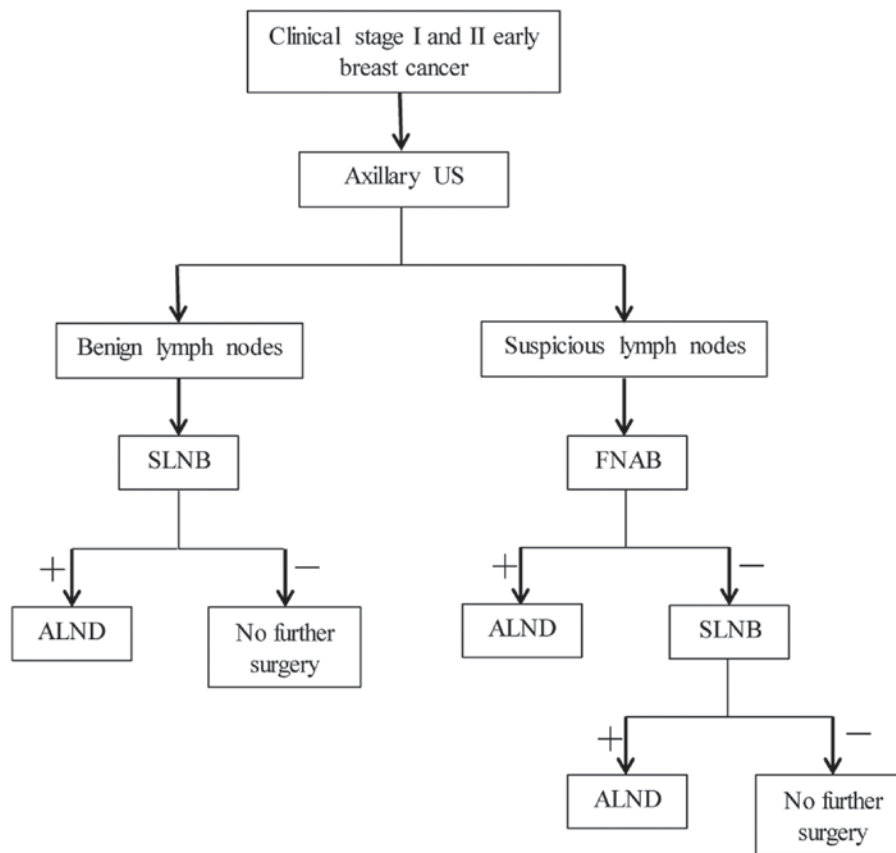 Clinical stage I and II early
breast cancer
Axillary US
Benign lymph nodes
Suspicious lymph nodes
SLNB
FNAB
+
−
+
−
ALND
No further
surgery
ALND
SLNB
+
−
ALND
No further
surgery